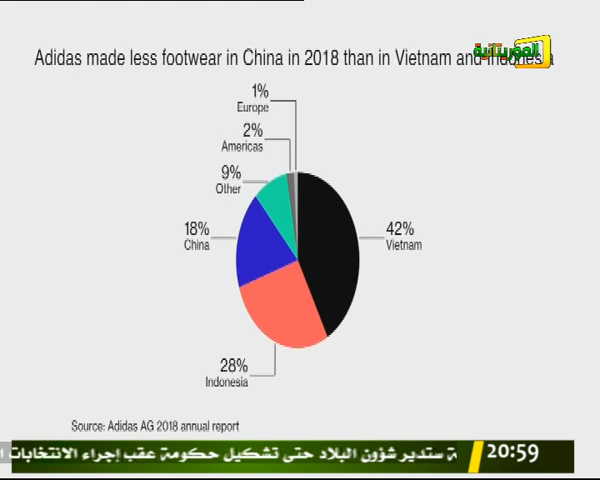 Adidas made less footwear in China in 2018 than in Vietnam and Indonesia
الموريتانية
1%
Europe
2%
Americas
9%
Other
18%
China
42%
Vietnam
28%
Indonesia
Source: Adidas AG 2018 annual report
ستدير شؤون البلاد حتى تشكيل حكومة عقب إجراء الانتخابات
20:59